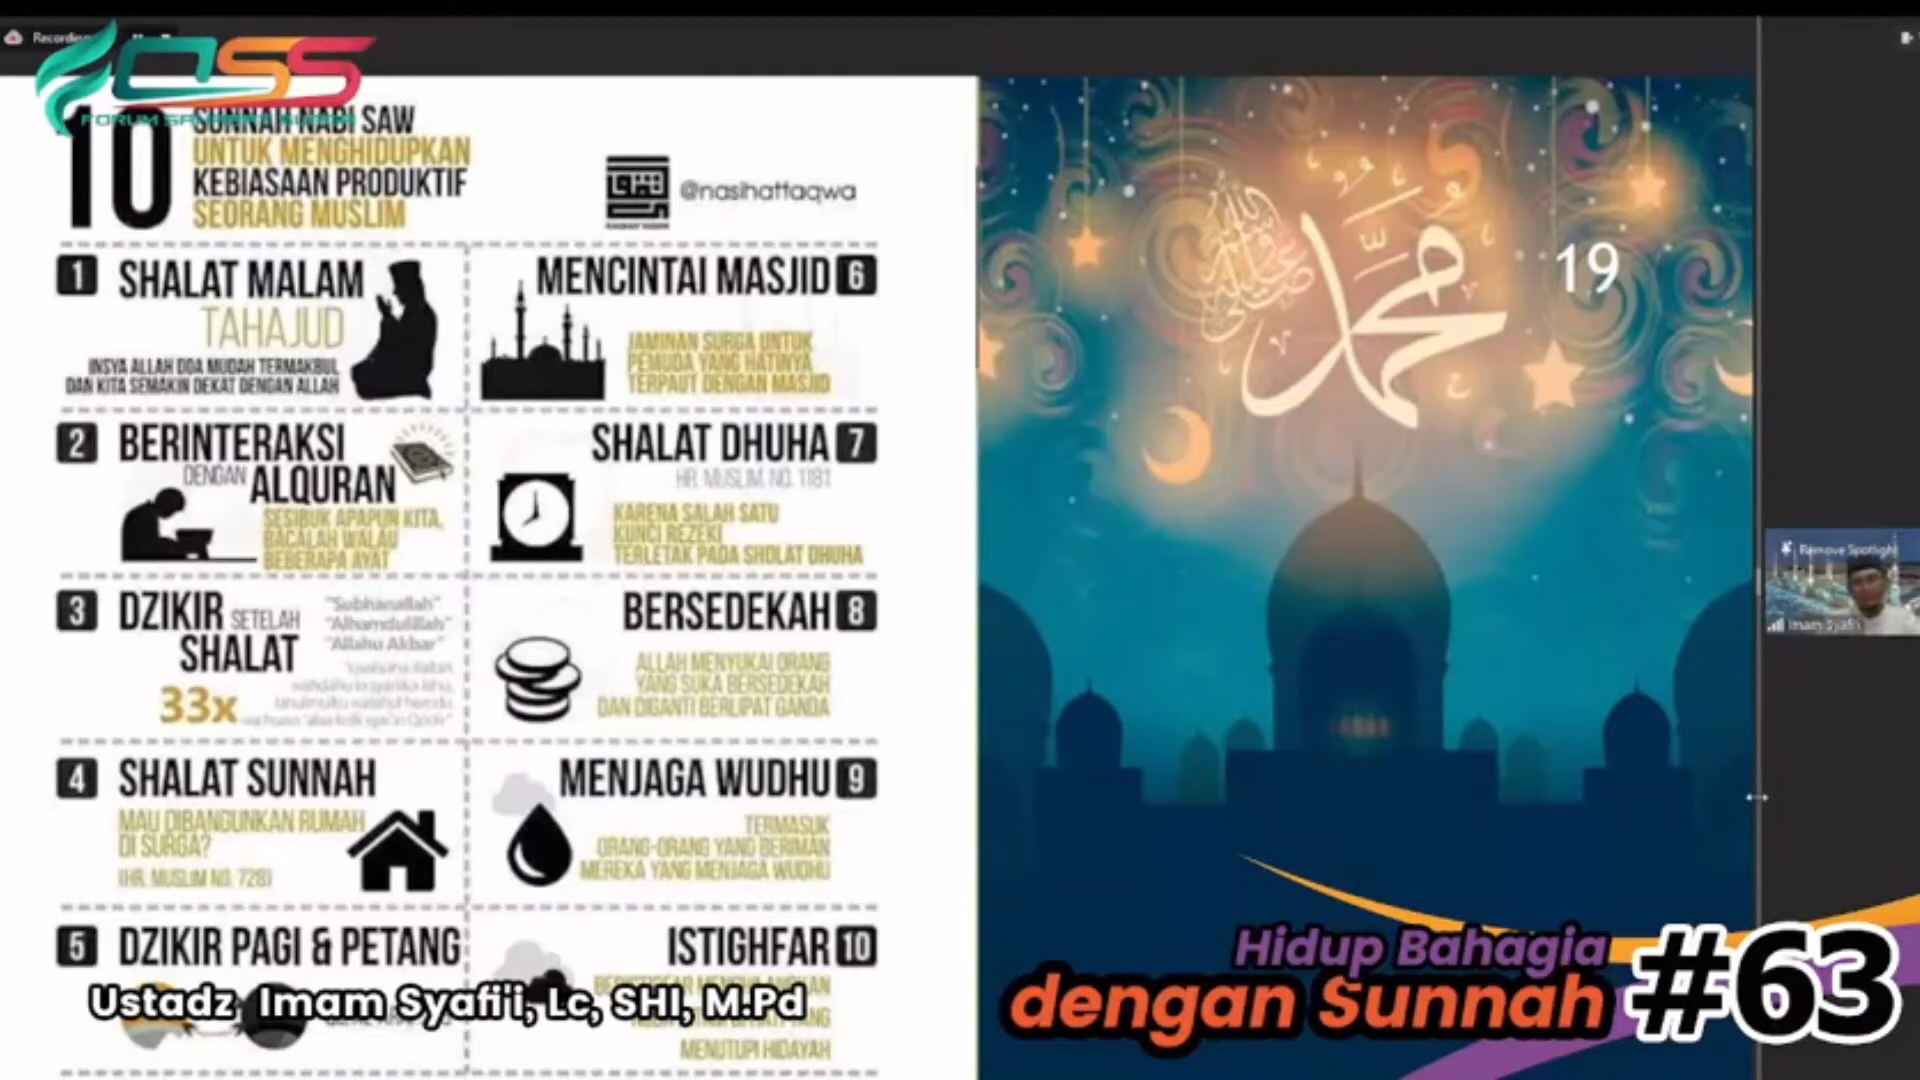 Recording
OSS
10
SUNNAH NABI SAW
UNTUK MENGHIDUPKAN
KEBIASAAN PRODUKTIF
SEORANG MUSLIM
@nasihattaqwa
1 SHALAT MALAM
TAHAJUD
INSYA ALLAH DOA MUDAH TERMAKBUL
DAN KITA SEMAKIN DEKAT DENGAN ALLAH
2 BERINTERAKSI
DENGAN ALQURAN
SESIBUK APAPUN KITA,
BACALAH WALAU
BEBERAPA AYAT
3 DZIKIR SETELAH
SHALAT
33x
"Subhanallah"
"Alhamdulillah"
"Allahu Akbar"
4 SHALAT SUNNAH
MAU DIBANGUNKAN RUMAH
DI SURGA?
(HR. MUSLIM NO. 728)
5 DZIKIR PAGI & PETANG
MENCINTAI MASJID 6
JAMINAN SURGA UNTUK
PEMUDA YANG HATINYA
TERPAUT DENGAN MASJID
SHALAT DHUHA 7
HR. MUSLIM. NO. 1181
KARENA SALAH SATU
KUNCI REZEKI
TERLETAK PADA SHOLAT DHUHA
BERSEDEKAH 8
ALLAH MENYUKAI ORANG
YANG SUKA BERSEDEKAH
DAN DIGANTI BERLIPAT GANDA
MENJAGA WUDHU 9
TERMASUK
ORANG-ORANG YANG BERIMAN
MEREKA YANG MENJAGA WUDHU
ISTIGHFAR 10
MENUTUPI HIDAYAH
Ustadz Imam Syafi'i, Lc, SHI, M.Pd
محمد
صلى الله عليه وسلم
19
Remove Spotlight
Imam Syafi'i
Hidup Bahagia
dengan Sunnah
#63